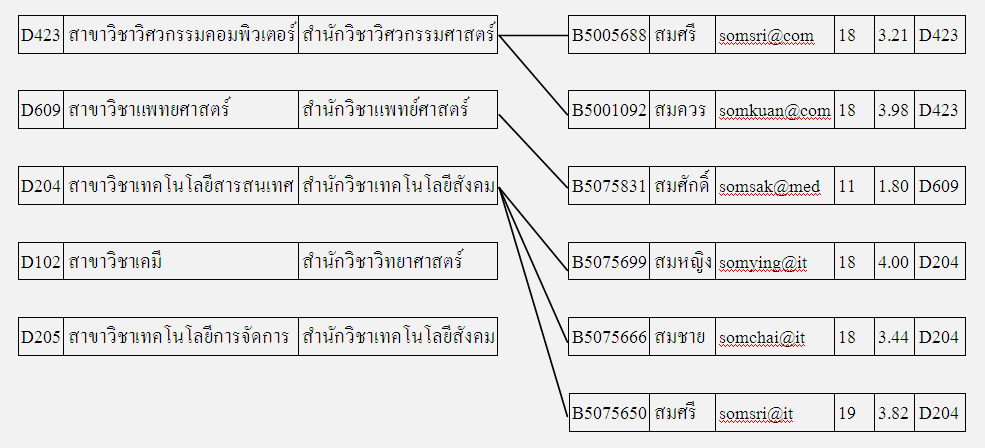 D423 สาขาวิชาวิศวกรรมคอมพิวเตอร์ สำนักวิชาวิศวกรรมศาสตร์ B5005688 สมศรี somsri@com 18 3.21 D423
D609 สาขาวิชาแพทยศาสตร์ สำนักวิชาแพทย์ศาสตร์ B5001092 สมควร somkuan@com 18 3.98 D423
D204 สาขาวิชาเทคโนโลยีสารสนเทศ สำนักวิชาเทคโนโลยีสังคม B5075831 สมศักดิ์ somsak@med 11 1.80 D609
D102 สาขาวิชาเคมี สำนักวิชาวิทยาศาสตร์ B5075699 สมหญิง somying@it 18 4.00 D204
D205 สาขาวิชาเทคโนโลยีการจัดการ สำนักวิชาเทคโนโลยีสังคม B5075666 สมชาย somchai@it 18 3.44 D204
B5075650 สมศรี somsri@it 19 3.82 D204